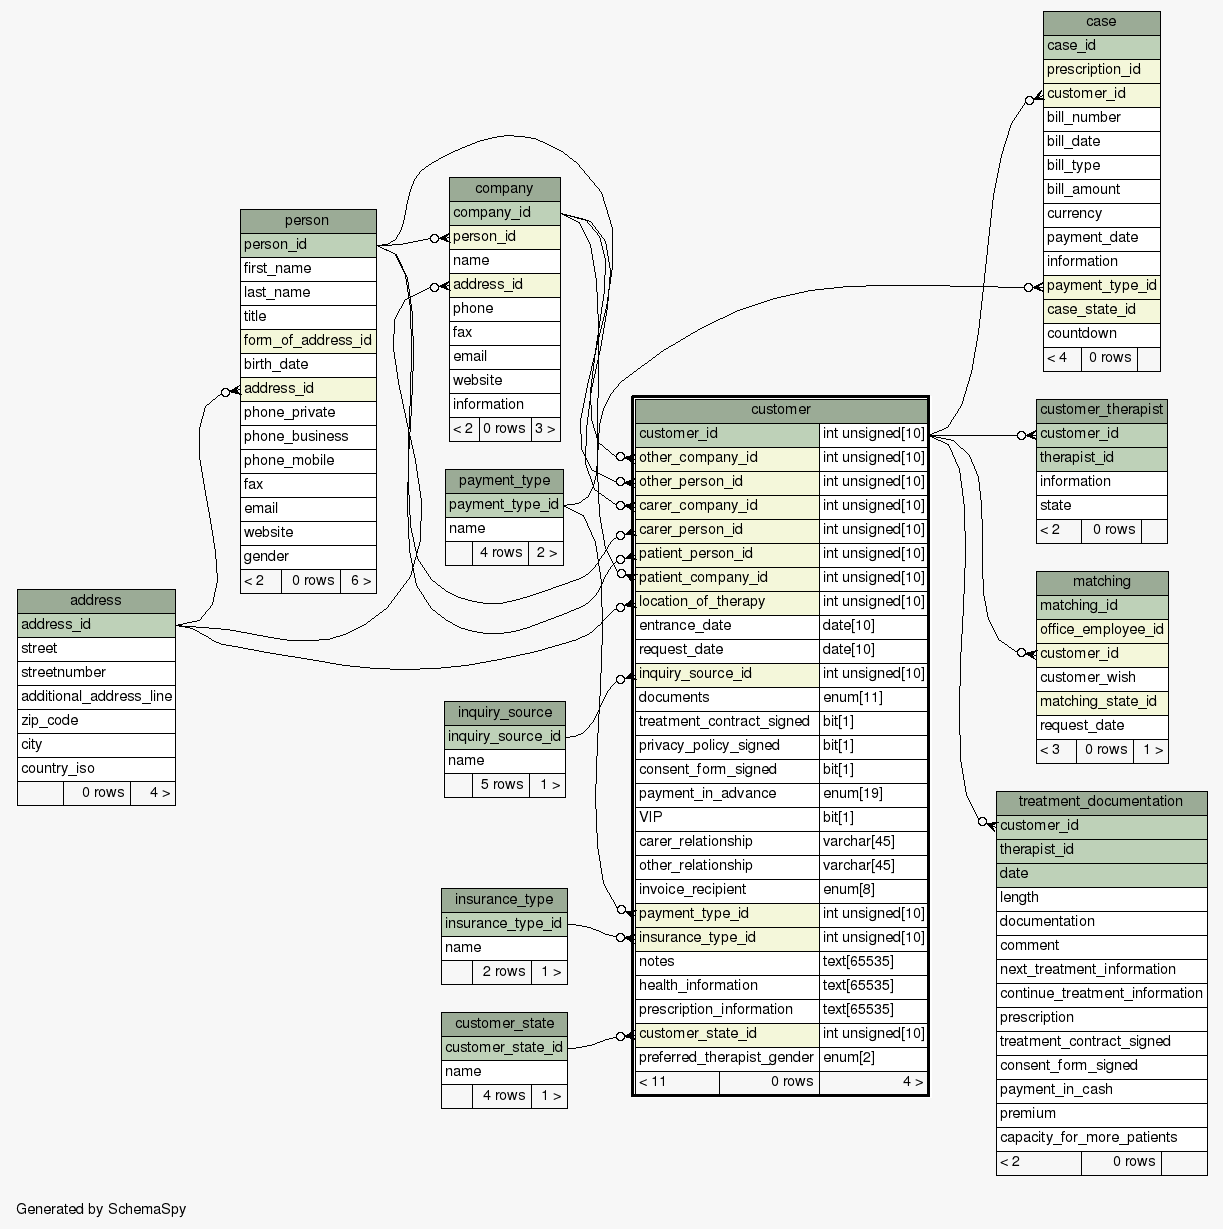 case
case_id
prescription_id
customer_id
bill_number
bill_date
bill_type
bill_amount
currency
payment_date
information
payment_type_id
case_state_id
countdown
< 4 0 rows
company
company_id
person_id
name
address_id
phone
fax
email
website
information
< 2 0 rows 3 >
person
person_id
first_name
last_name
title
form_of_address_id
birth_date
address_id
phone_private
phone_business
phone_mobile
fax
email
website
gender
< 2 0 rows 6 >
customer
customer_id int unsigned[10]
other_company_id int unsigned[10]
other_person_id int unsigned[10]
carer_company_id int unsigned[10]
carer_person_id int unsigned[10]
patient_person_id int unsigned[10]
patient_company_id int unsigned[10]
location_of_therapy int unsigned[10]
entrance_date date[10]
request_date date[10]
inquiry_source_id int unsigned[10]
documents enum[11]
treatment_contract_signed bit[1]
privacy_policy_signed bit[1]
consent_form_signed bit[1]
payment_in_advance enum[19]
VIP bit[1]
carer_relationship varchar[45]
other_relationship varchar[45]
invoice_recipient enum[8]
payment_type_id int unsigned[10]
insurance_type_id int unsigned[10]
notes text[65535]
health_information text[65535]
prescription_information text[65535]
customer_state_id int unsigned[10]
preferred_therapist_gender enum[2]
< 11 0 rows 4 >
customer_therapist
customer_id
therapist_id
information
state
< 2 0 rows
payment_type
payment_type_id
name
4 rows 2 >
matching
matching_id
office_employee_id
customer_id
customer_wish
matching_state_id
request_date
< 3 0 rows 1 >
address
address_id
street
streetnumber
additional_address_line
zip_code
city
country_iso
0 rows 4 >
inquiry_source
inquiry_source_id
name
5 rows 1 >
treatment_documentation
customer_id
therapist_id
date
length
documentation
comment
next_treatment_information
continue_treatment_information
prescription
treatment_contract_signed
consent_form_signed
payment_in_cash
premium
capacity_for_more_patients
< 2 0 rows
insurance_type
insurance_type_id
name
2 rows 1 >
customer_state
customer_state_id
name
4 rows 1 >
Generated by SchemaSpy